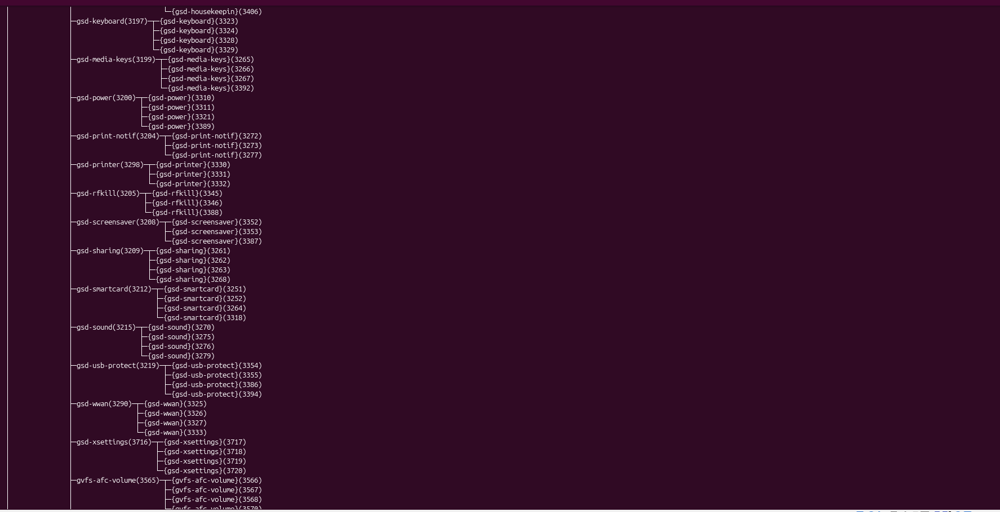 {gsd-housekeepin}(3406)
gsd-keyboard(3197) {gsd-keyboard}(3323)
{gsd-keyboard}(3324)
{gsd-keyboard}(3328)
{gsd-keyboard}(3329)
gsd-media-keys(3199) {gsd-media-keys}(3265)
{gsd-media-keys}(3266)
{gsd-media-keys}(3267)
{gsd-media-keys}(3392)
gsd-power(3200) {gsd-power}(3310)
{gsd-power}(3311)
{gsd-power}(3321)
{gsd-power}(3389)
gsd-print-notif(3204) {gsd-print-notif}(3272)
{gsd-print-notif}(3273)
{gsd-print-notif}(3277)
gsd-printer(3298) {gsd-printer}(3330)
{gsd-printer}(3331)
{gsd-printer}(3332)
gsd-rfkill(3205) {gsd-rfkill}(3345)
{gsd-rfkill}(3346)
{gsd-rfkill}(3388)
gsd-screensaver(3208) {gsd-screensaver}(3352)
{gsd-screensaver}(3353)
{gsd-screensaver}(3387)
gsd-sharing(3209) {gsd-sharing}(3261)
{gsd-sharing}(3262)
{gsd-sharing}(3263)
{gsd-sharing}(3268)
gsd-smartcard(3212) {gsd-smartcard}(3251)
{gsd-smartcard}(3252)
{gsd-smartcard}(3264)
{gsd-smartcard}(3318)
gsd-sound(3215) {gsd-sound}(3270)
{gsd-sound}(3275)
{gsd-sound}(3276)
{gsd-sound}(3279)
gsd-usb-protect(3219) {gsd-usb-protect}(3354)
{gsd-usb-protect}(3355)
{gsd-usb-protect}(3386)
{gsd-usb-protect}(3394)
gsd-wwan(3290) {gsd-wwan}(3325)
{gsd-wwan}(3326)
{gsd-wwan}(3327)
{gsd-wwan}(3333)
gsd-xsettings(3716) {gsd-xsettings}(3717)
{gsd-xsettings}(3718)
{gsd-xsettings}(3719)
{gsd-xsettings}(3720)
gvfs-afc-volume(3565) {gvfs-afc-volume}(3566)
{gvfs-afc-volume}(3567)
{gvfs-afc-volume}(3568)
{gvfs-afc-volume}(3570)